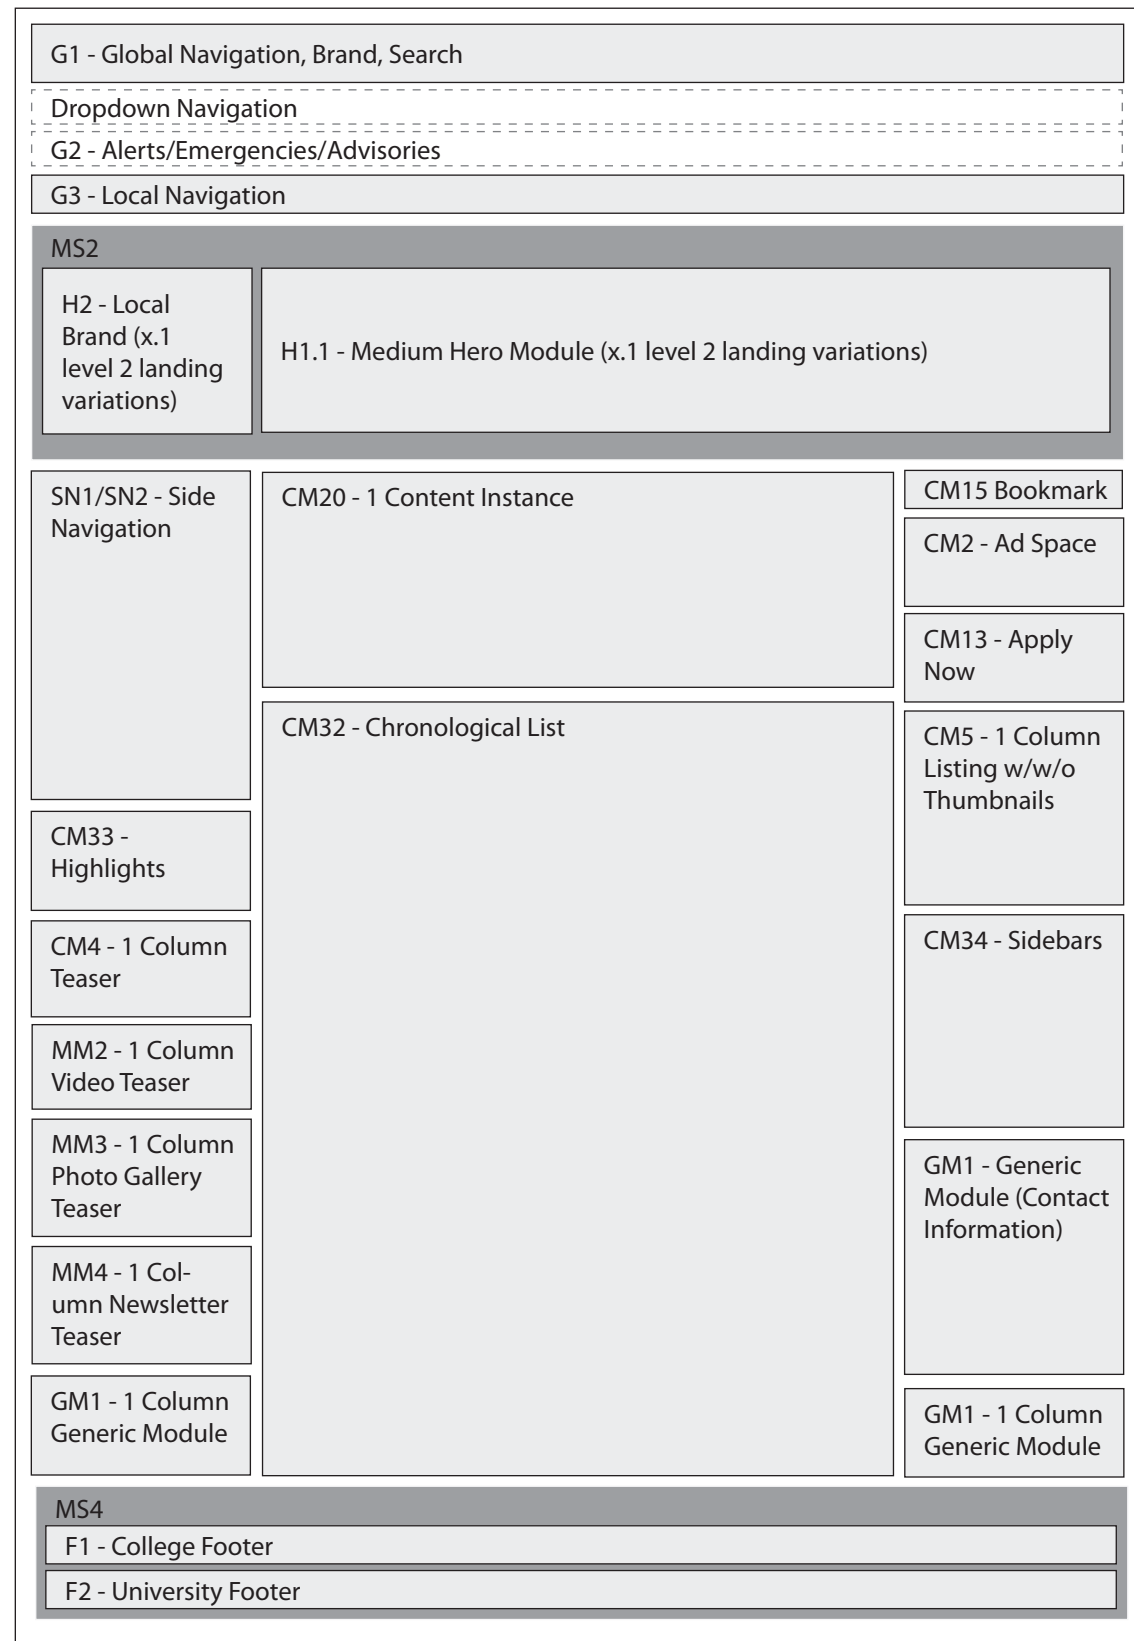 G1 - Global Navigation, Brand, Search
Dropdown Navigation
G2 - Alerts/Emergencies/Advisories
G3 - Local Navigation
MS2
H2 - Local
Brand (x.1
level 2 landing
variations)
H1.1 - Medium Hero Module (x.1 level 2 landing variations)
SN1/SN2 - Side
Navigation
CM33 -
Highlights
CM4 - 1 Column
Teaser
MM2 - 1 Column
Video Teaser
MM3 - 1 Column
Photo Gallery
Teaser
MM4 - 1 Col-
umn Newsletter
Teaser
GM1 - 1 Column
Generic Module
CM20 - 1 Content Instance
CM32 - Chronological List
CM15 Bookmark
CM2 - Ad Space
CM13 - Apply
Now
CM5 - 1 Column
Listing w/w/o
Thumbnails
CM34 - Sidebars
GM1 - Generic
Module (Contact
Information)
GM1 - 1 Column
Generic Module
MS4
F1 - College Footer
F2 - University Footer